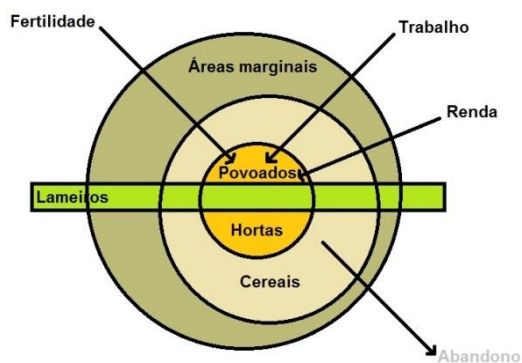 Fertilidade
Trabalho
Áreas marginais
Renda
Povoados
Lameiros
Hortas
Cereais
Abandono